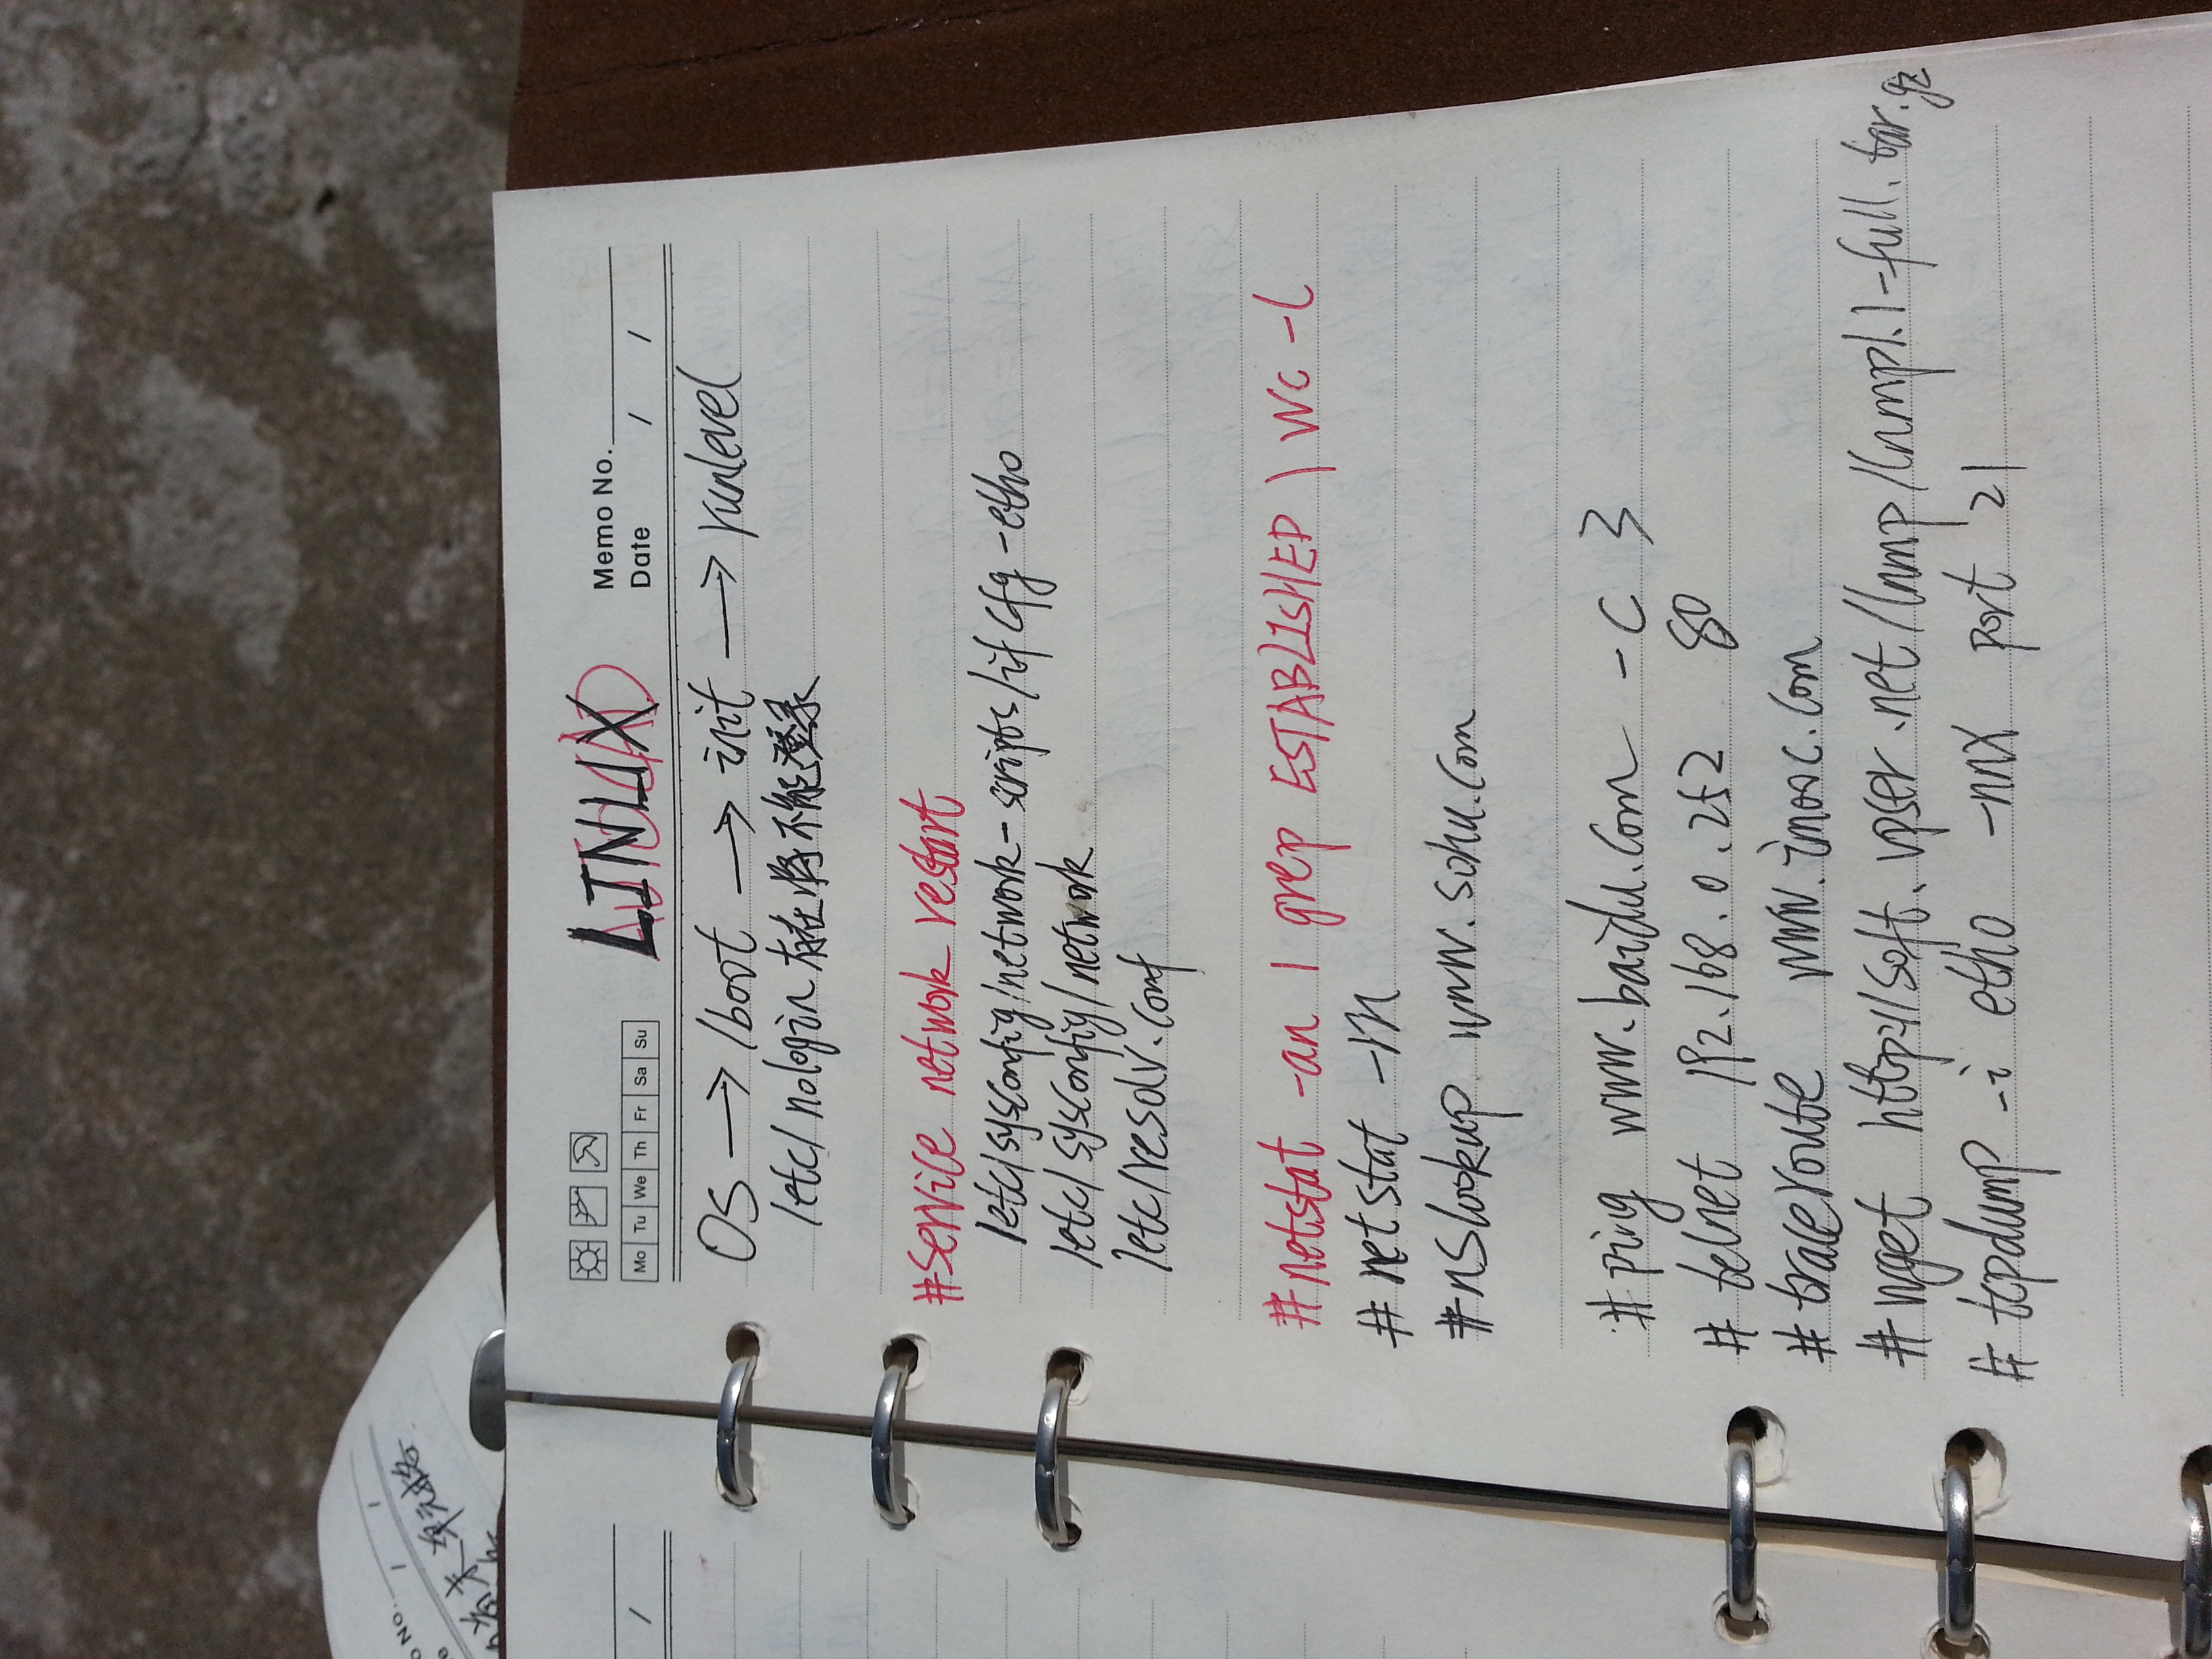 o No.
/ /
末单元格
/
Mo Tu We Th Fr Sa Su
LINUX
AUTOCAD
Memo No.
Date / /
OS → /boot → init → runlevel
/etc/nologin 存在将不能登录
#service network restart
/etc/sysconfig/network-scripts/ifcfg-eth0
/etc/sysconfig/network
/etc/resolv.conf
#netstat -an | grep ESTABLISHED | wc -l
# netstat -rn
#nslookup www.sohu.com
#ping www.baidu.com -c 3
# telnet 192.168.0.252 80
# traceroute www.imooc.com
#wget http://soft.vpser.net/lnmp/lnmp1.1-full.tar.gz
# tcpdump -i eth0 -nnX port 21